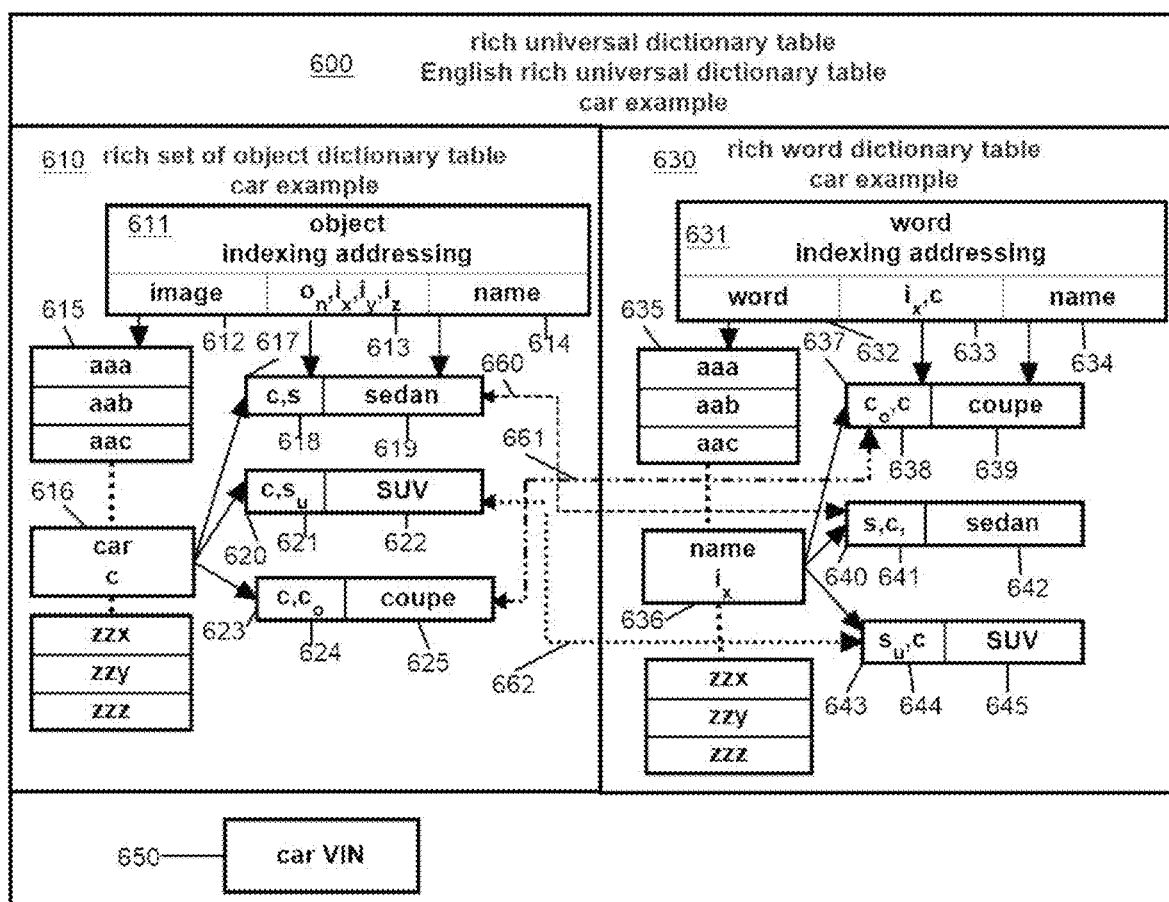 600
rich universal dictionary table
English rich universal dictionary table
car example
610 rich set of object dictionary table
car example
611 object
indexing addressing
image oₙ,iₓ,iᵧ,i_z name
615 612 617 613 614
aaa
aab
aac
660
c,s sedan
618 619
661
616
c,sᵤ SUV
620 621 622
car
c
c,cₒ coupe
623 624 625
662
zzx
zzy
zzz
630 rich word dictionary table
car example
631 word
indexing addressing
word iₓ,c name
635 637 632 633 634
aaa
aab
aac
cₒ,c coupe
638 639
s,c, sedan
640 641 642
name
iₓ
636
sᵤ,c SUV
643 644 645
zzx
zzy
zzz
650 car VIN